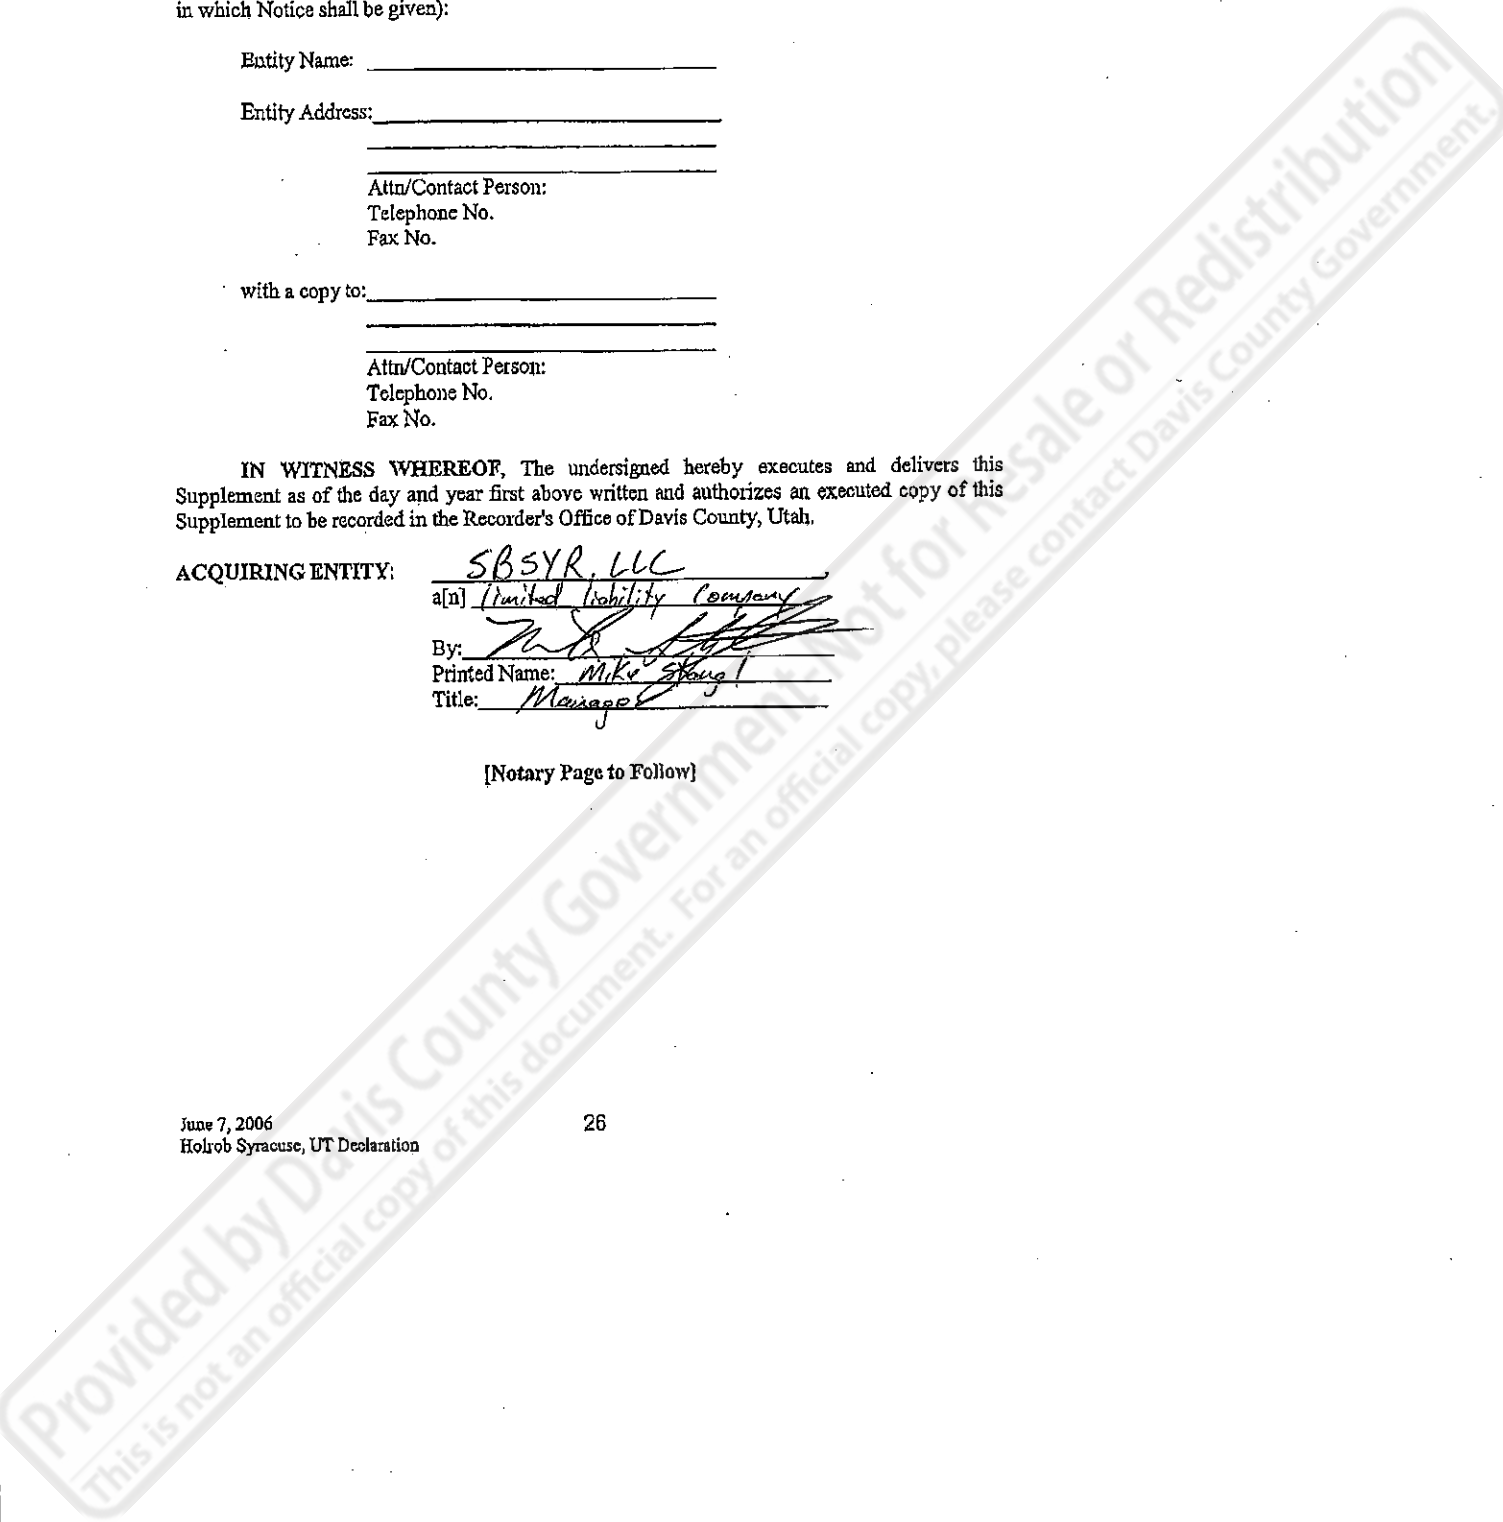 in which Notice shall be given):
Entity Name:
Entity Address:
Attn/Contact Person:
Telephone No.
Fax No.
with a copy to:
Attn/Contact Person:
Telephone No.
Fax No.
IN WITNESS WHEREOF, The undersigned hereby executes and delivers this
Supplement as of the day and year first above written and authorizes an executed copy of this
Supplement to be recorded in the Recorder's Office of Davis County, Utah.
ACQUIRING ENTITY: SBSYR, LLC,
a[n] limited liability Company
By:
Printed Name: Mike Stangl
Title: Manager
[Notary Page to Follow]
June 7, 2006 26
Holrob Syracuse, UT Declaration
Provided by Davis County Government-Not for Resale or Redistribution
This is not an official copy of this document. For an official copy, please contact Davis County Government.